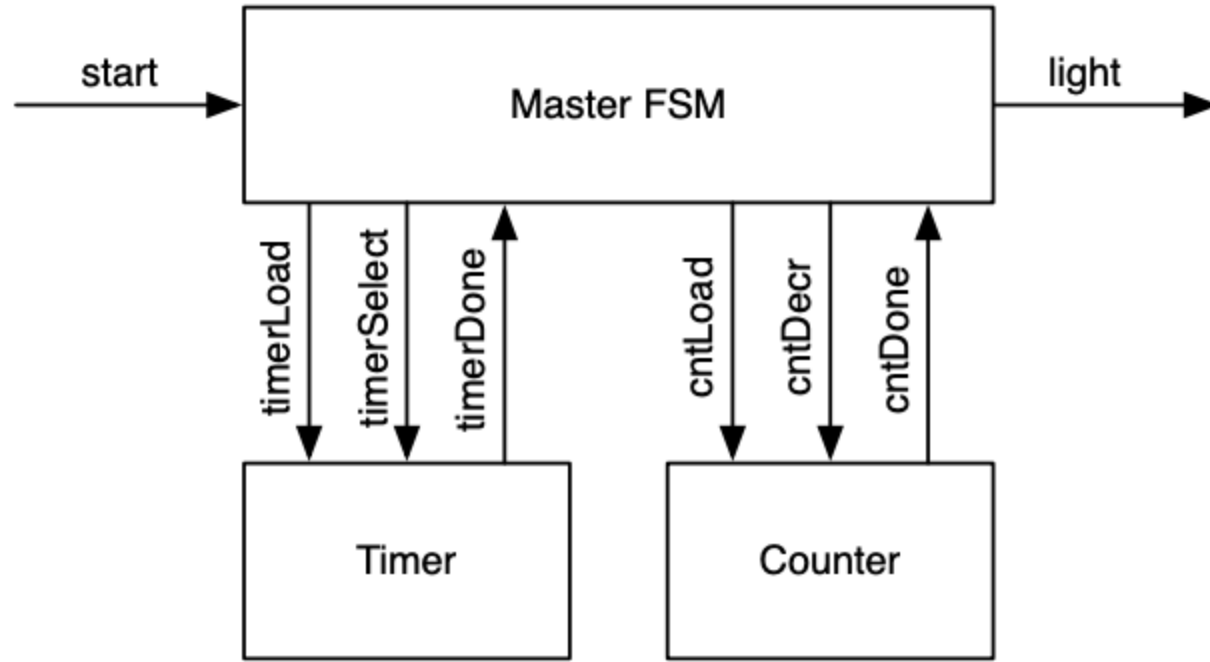 start
Master FSM
light
timerLoad
timerSelect
timerDone
cntLoad
cntDecr
cntDone
Timer
Counter